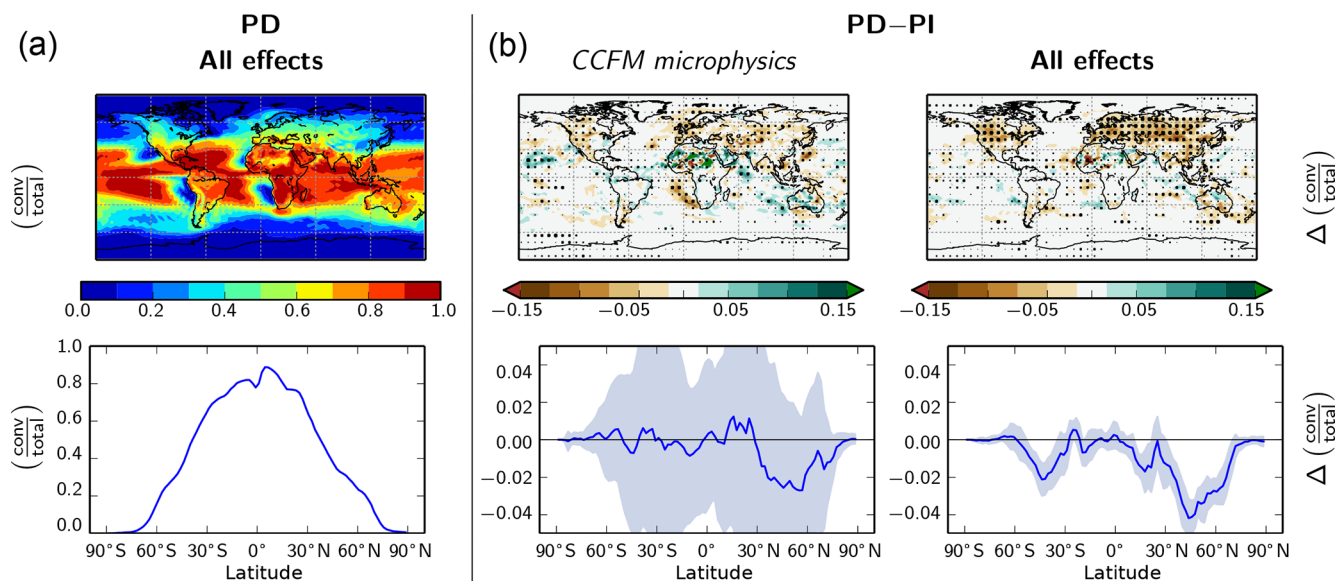 (a)
PD
All effects
(conv/total)
0.0 0.2 0.4 0.6 0.8 1.0
(conv/total)
1.0
0.8
0.6
0.4
0.2
0.0
90°S 60°S 30°S 0° 30°N 60°N 90°N
Latitude
(b)
PD−PI
CCFM microphysics
All effects
Δ (conv/total)
−0.15 −0.05 0.05 0.15
−0.15 −0.05 0.05 0.15
0.04
0.02
0.00
−0.02
−0.04
90°S 60°S 30°S 0° 30°N 60°N 90°N
Latitude
0.04
0.02
0.00
−0.02
−0.04
90°S 60°S 30°S 0° 30°N 60°N 90°N
Latitude
Δ (conv/total)